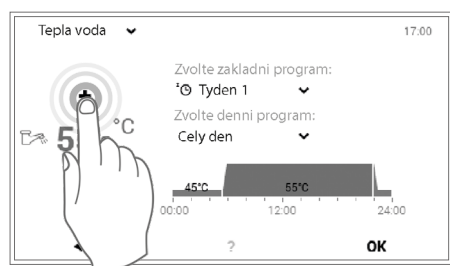 Tepla voda
17:00
Zvolte zakladni program:
Tyden 1
Zvolte denni program:
Cely den
5 °C
45°C 55°C
00:00 12:00 24:00
? OK